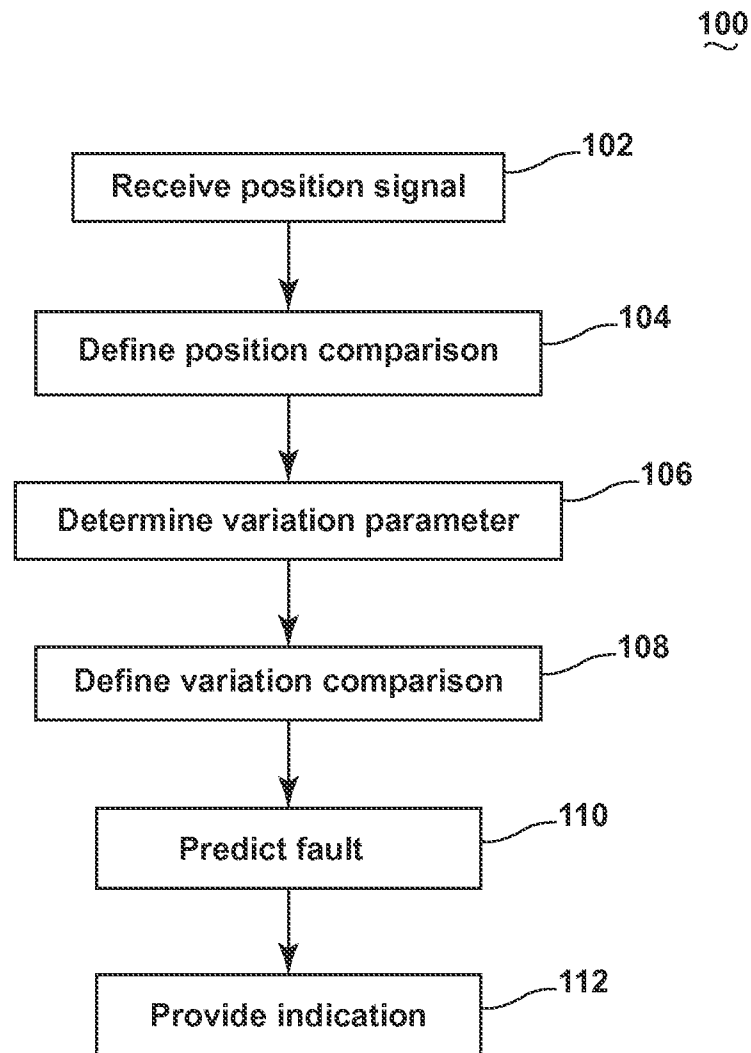 100
Receive position signal
102
Define position comparison
104
Determine variation parameter
106
Define variation comparison
108
Predict fault
110
Provide indication
112